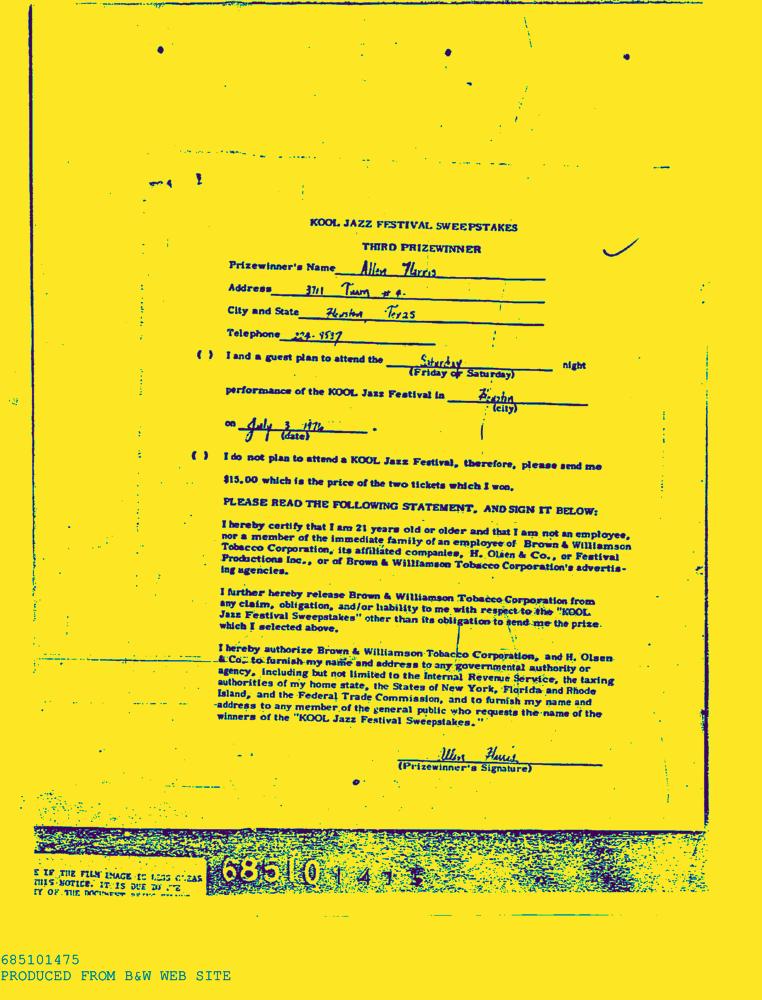 KOOL JAZZ FESTIVAL SWEEPSTAKES
THIRD PRIZEWINNER
Prizewinner's Name Allen Harris
Address 3711 # 4
City and State Houston Texas
Telephone 224-9537
( ) I and a guest plan to attend the Saturday night
(Friday or Saturday)
performance of the KOOL Jazz Festival in Houston
(city)
on July 3 1976 .
(date)
( ) I do not plan to attend a KOOL Jazz Festival, therefore, please send me
$15.00 which is the price of the two tickets which I won.
PLEASE READ THE FOLLOWING STATEMENT, AND SIGN IT BELOW:
I hereby certify that I am 21 years old or older and that I am not an employee,
nor a member of the immediate family of an employee of Brown & Williamson
Tobacco Corporation, its affiliated companies, H. Olsen & Co., or Festival
Productions Inc., or of Brown & Williamson Tobacco Corporation's advertis-
ing agencies.
I further hereby release Brown & Williamson Tobacco Corporation from
any claim, obligation, and/or liability to me with respect to the "KOOL
Jazz Festival Sweepstakes" other than its obligation to send me the prize
which I selected above.
I hereby authorize Brown & Williamson Tobacco Corporation, and H. Olsen
& Co. to furnish my name and address to any governmental authority or
agency, including but not limited to the Internal Revenue Service, the taxing
authorities of my home state, the States of New York, Florida and Rhode
Island, and the Federal Trade Commission, and to furnish my name and
address to any member of the general public who requests the name of the
winners of the "KOOL Jazz Festival Sweepstakes."
Allen Harris
(Prizewinner's Signature)
E IF THE FILM IMAGE IS LESS CLEAR
THIS NOTICE, IT IS DUE TO
TY OF THE DOCUMENT BEING
685101475
685101475
PRODUCED FROM B&W WEB SITE